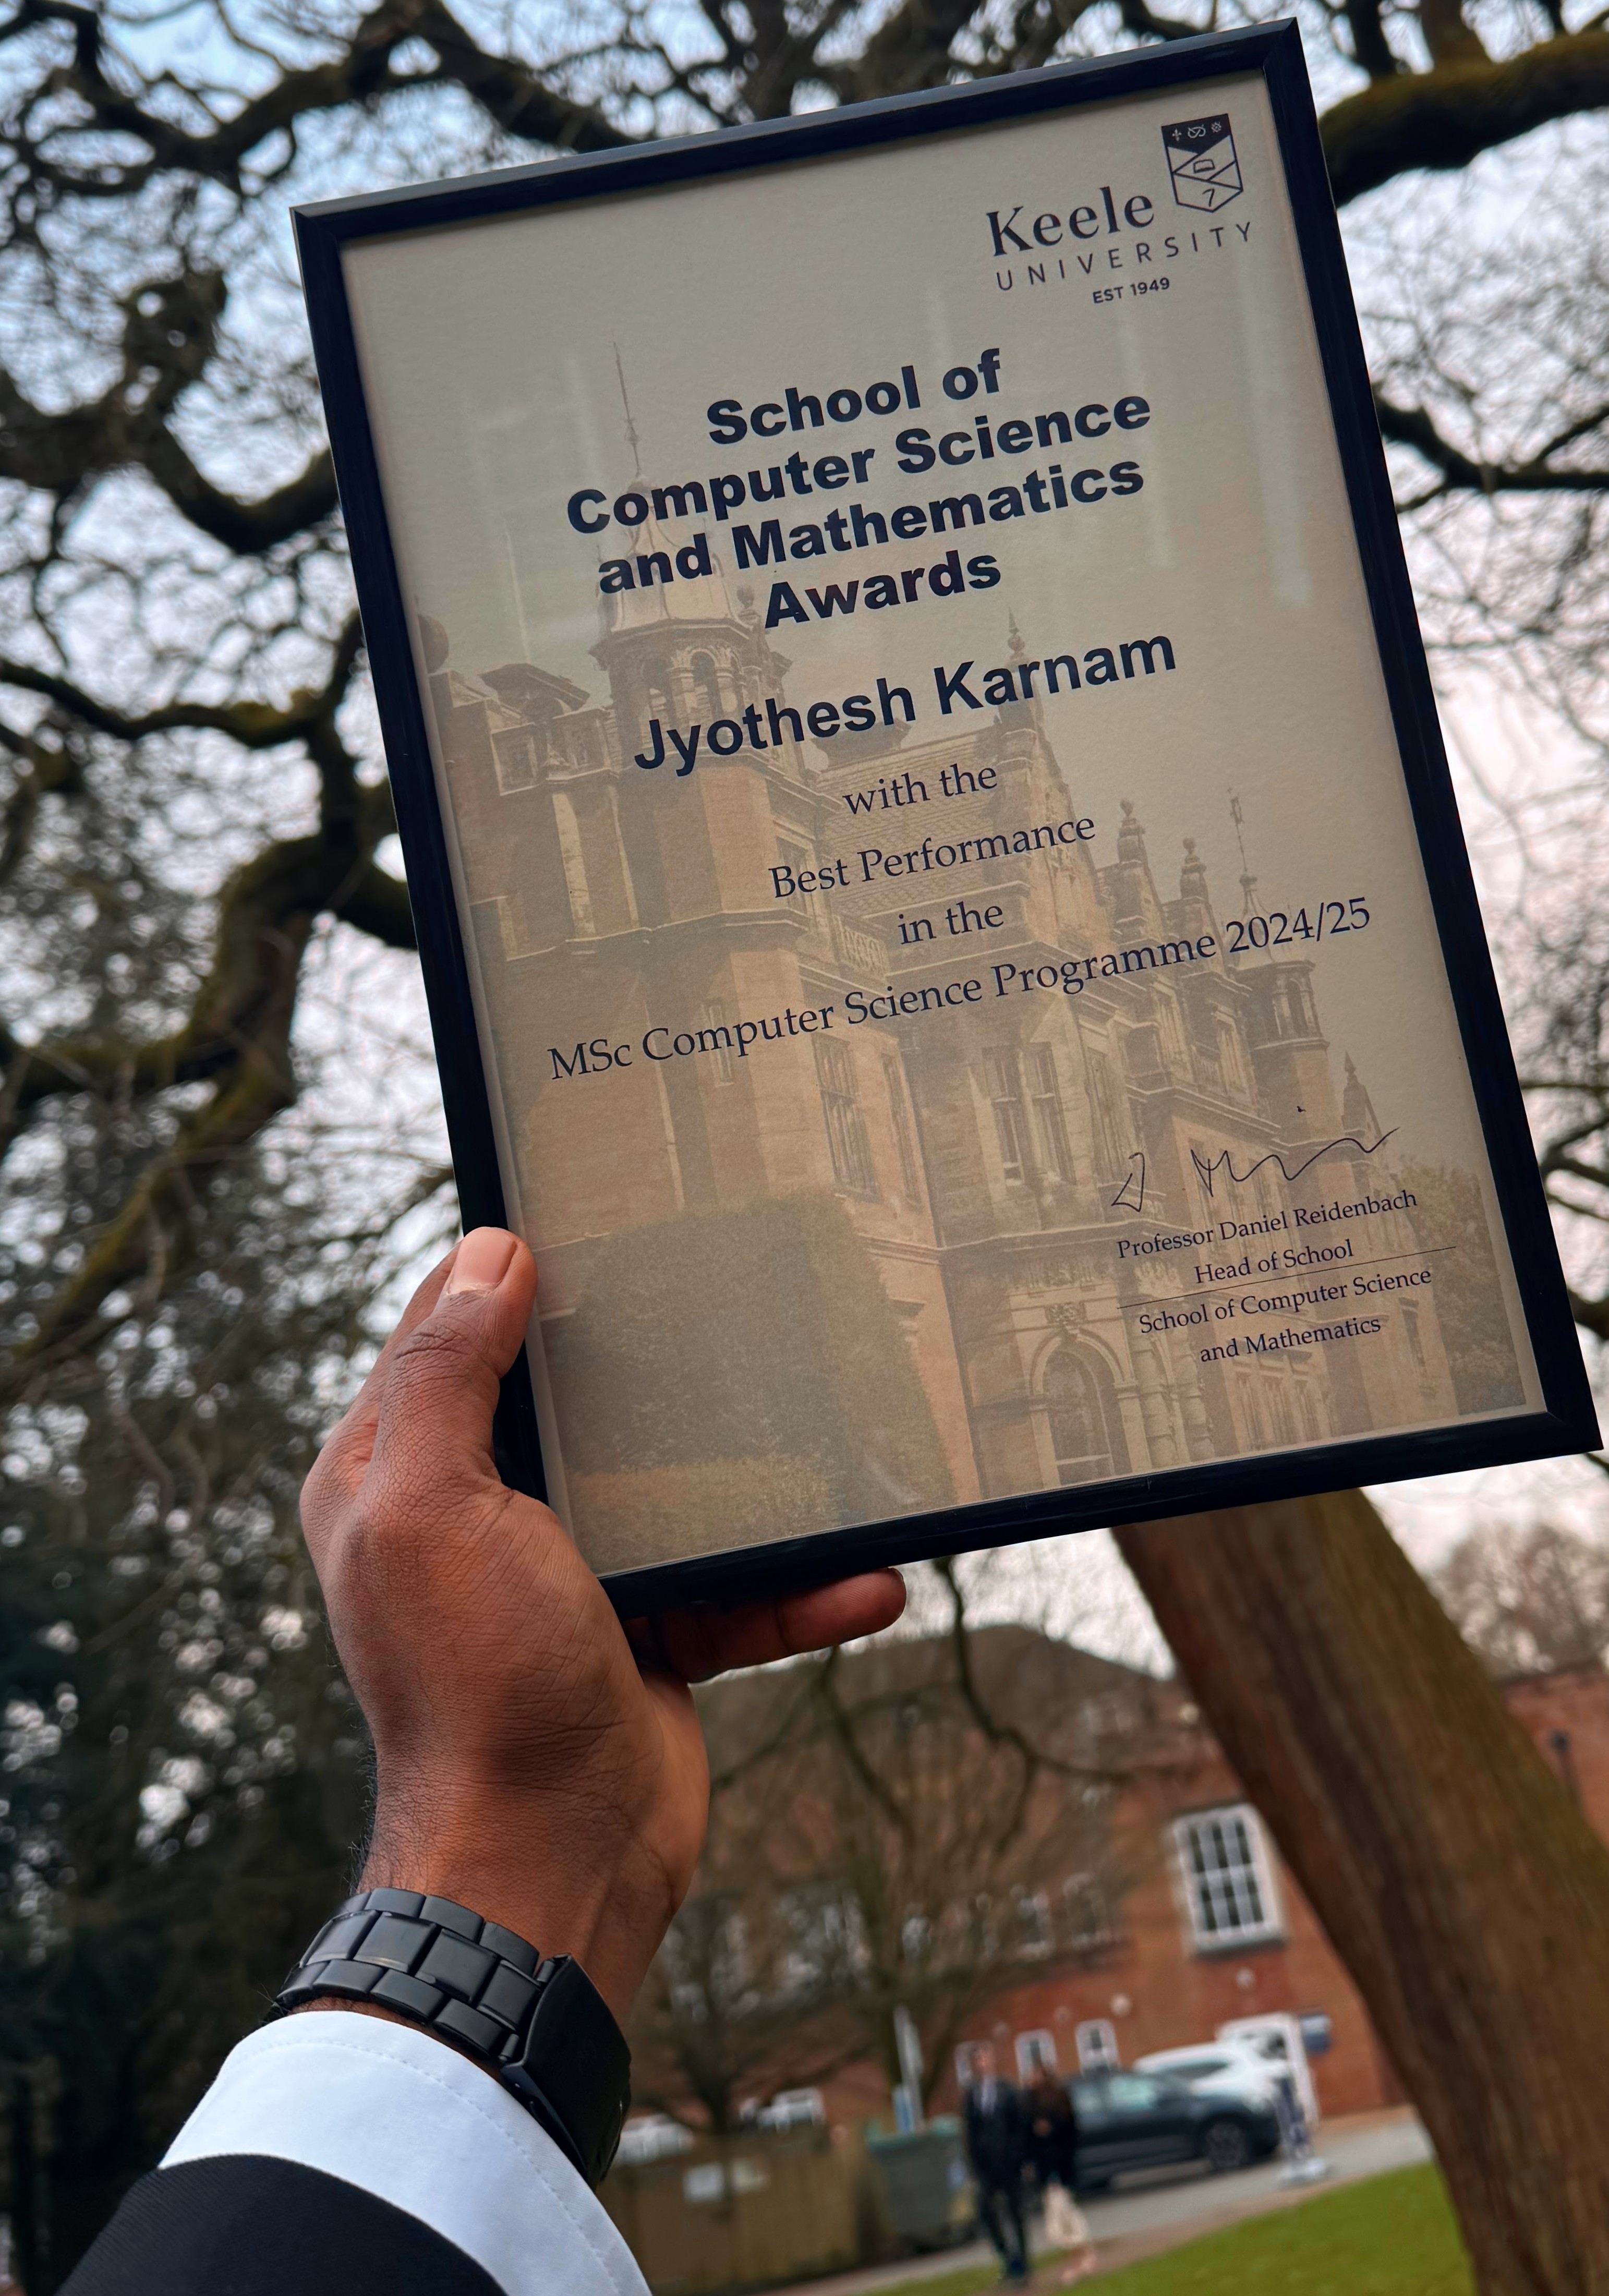 Keele
UNIVERSITY
EST 1949
School of
Computer Science
and Mathematics
Awards
Jyothesh Karnam
with the
Best Performance
in the
MSc Computer Science Programme 2024/25
Professor Daniel Reidenbach
Head of School
School of Computer Science
and Mathematics